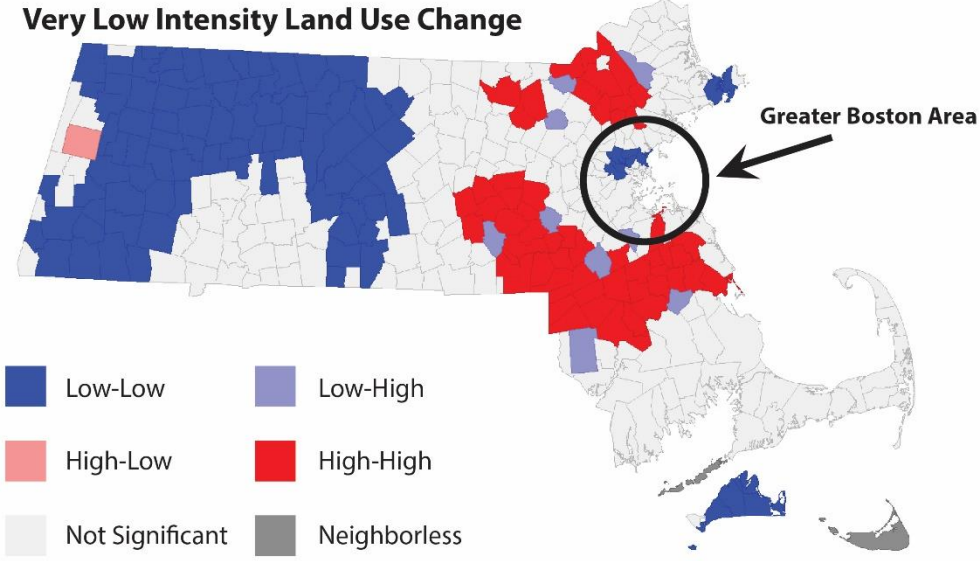 Very Low Intensity Land Use Change
Greater Boston Area
Low-Low
Low-High
High-Low
High-High
Not Significant
Neighborless